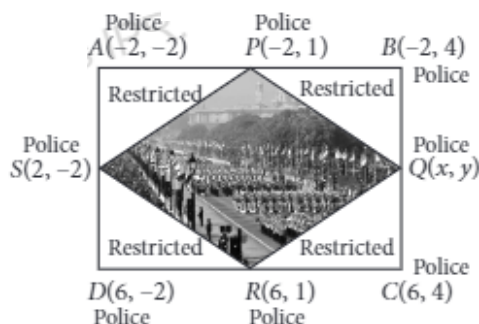 Police Police
A(−2, −2) P(−2, 1) B(−2, 4)
Restricted Restricted Police
Police Police
S(2, −2) Q(x, y)
Restricted Restricted
Police
D(6, −2) R(6, 1) C(6, 4)
Police Police